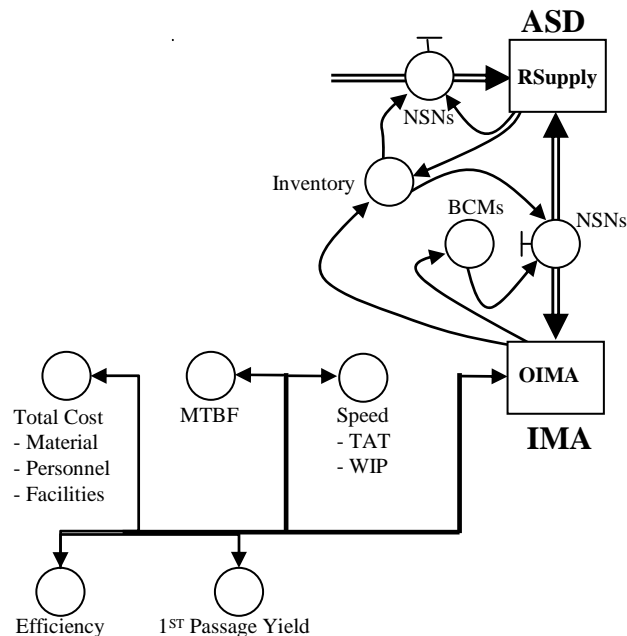 ASD
RSupply
NSNs
Inventory
BCMs
NSNs
OIMA
IMA
Total Cost
- Material
- Personnel
- Facilities
MTBF
Speed
- TAT
- WIP
Efficiency
1ST Passage Yield